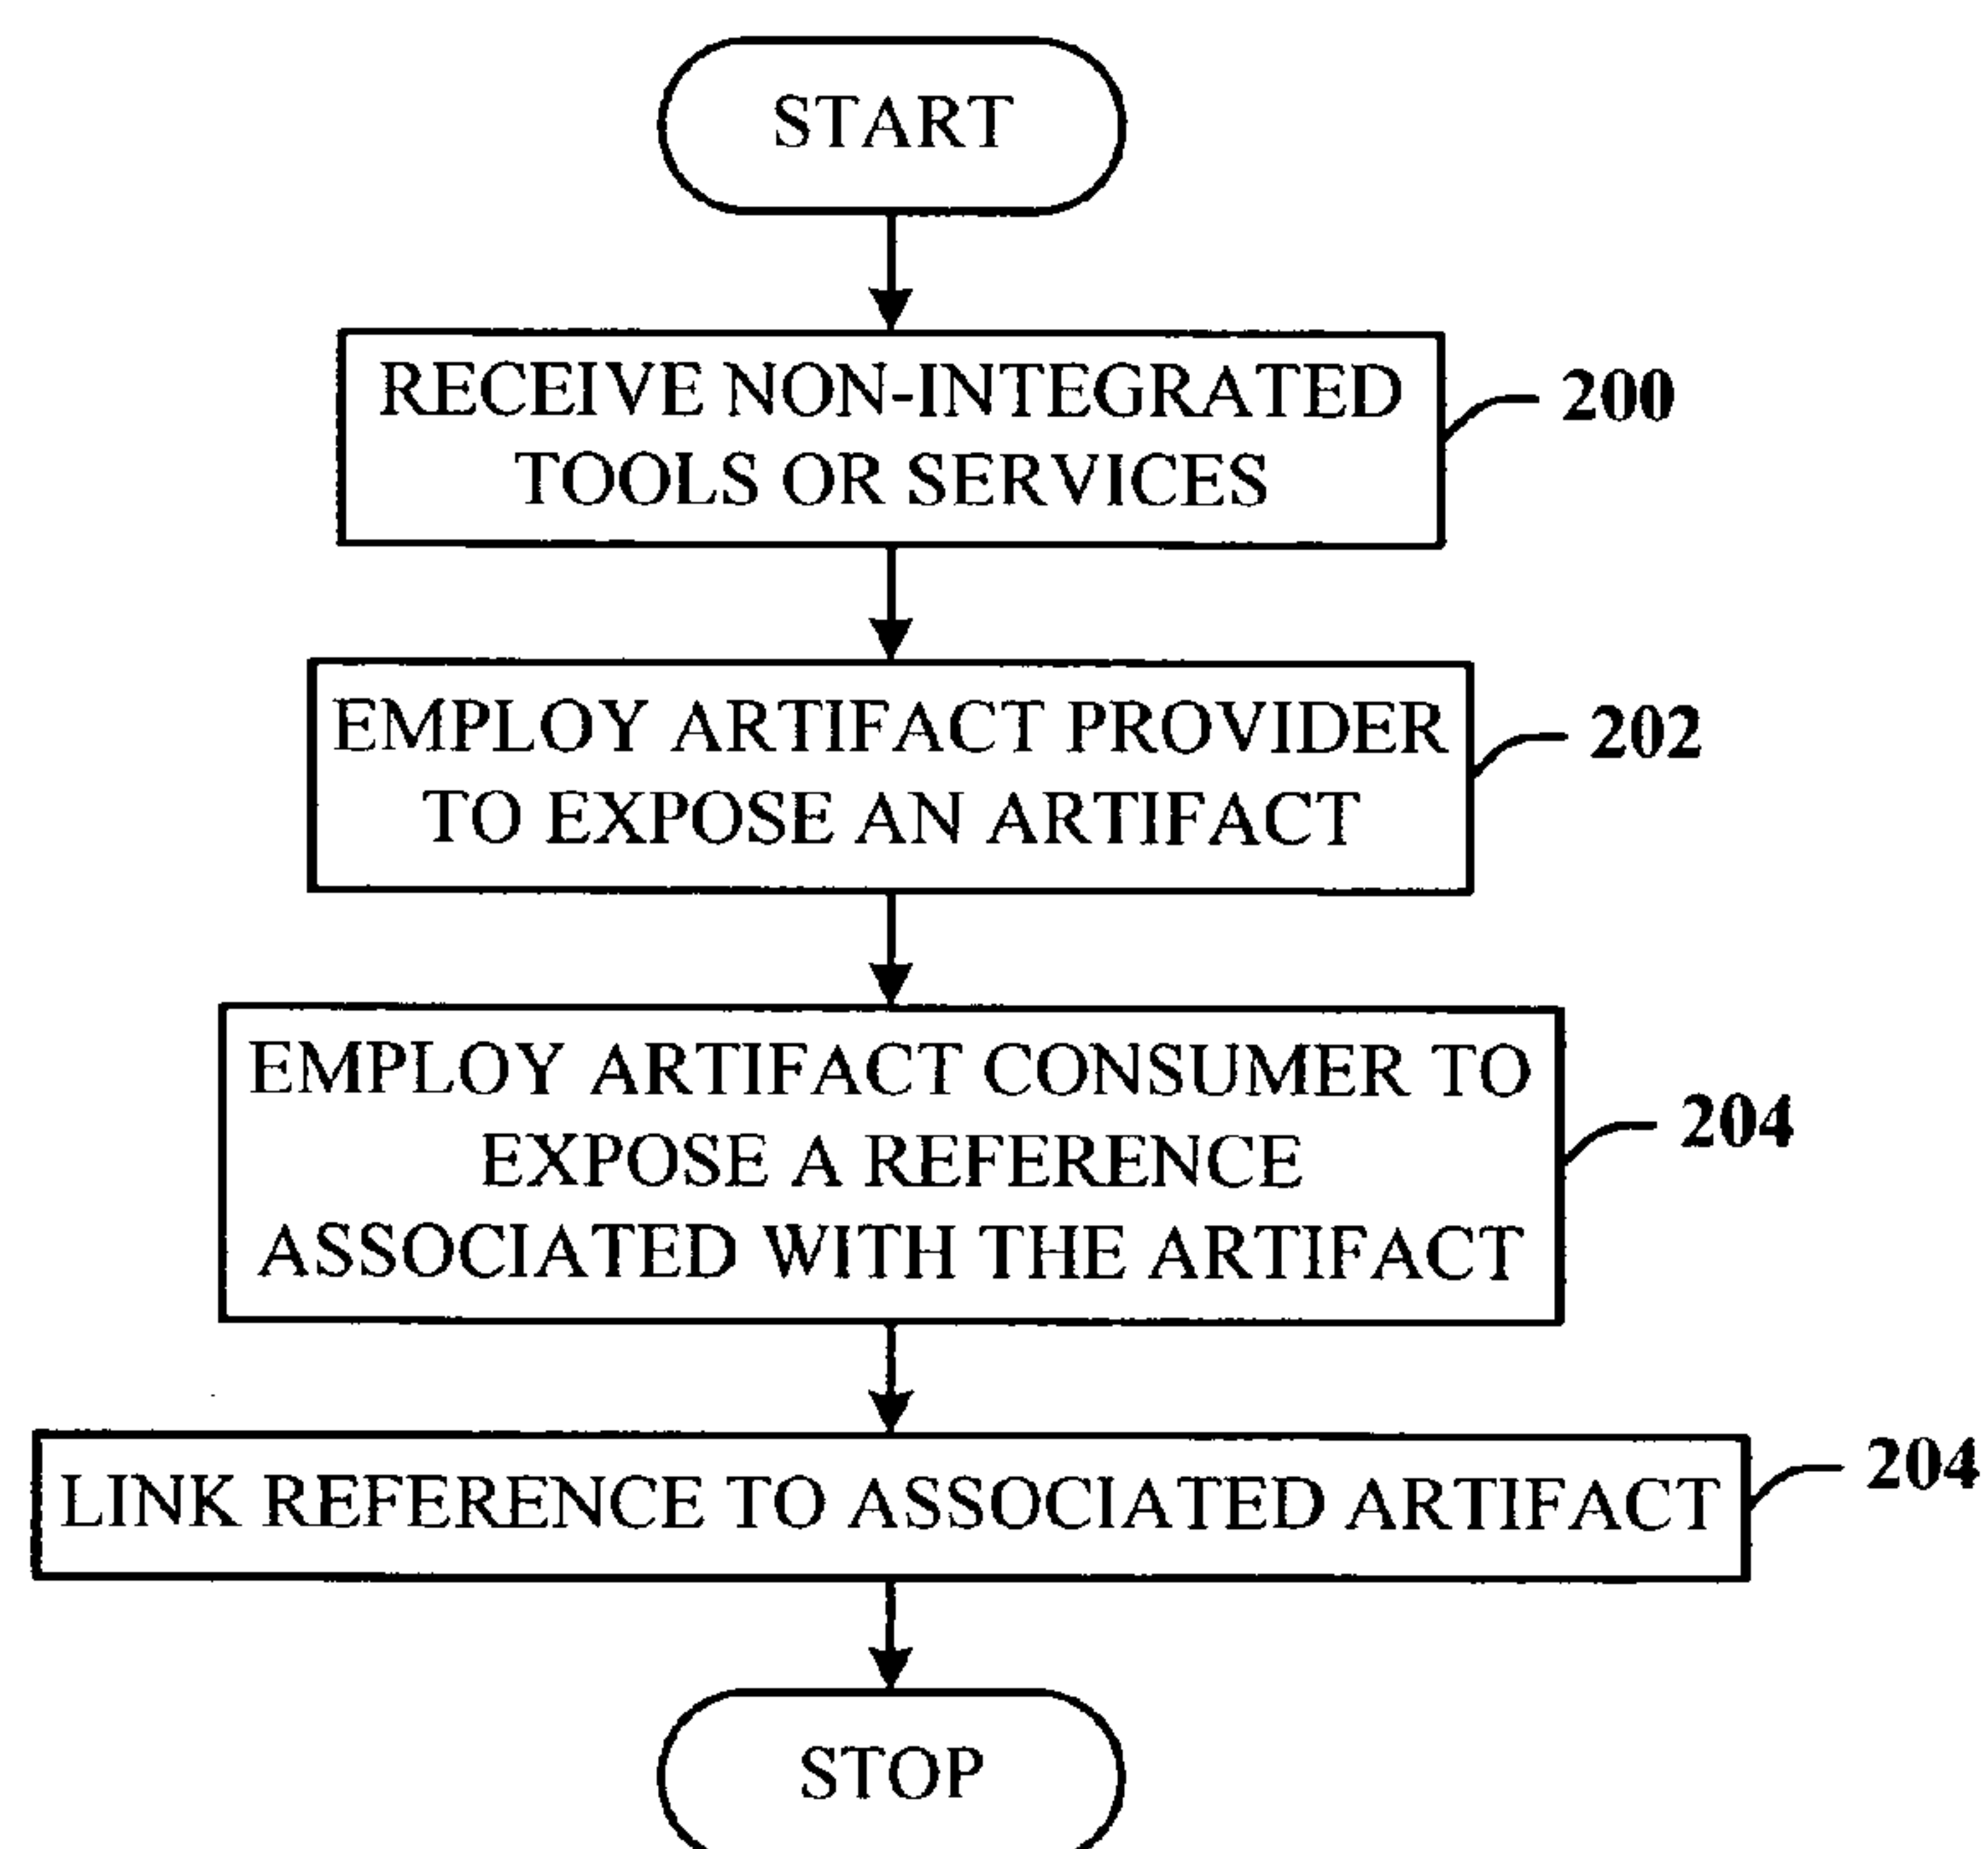 START
RECEIVE NON-INTEGRATED
TOOLS OR SERVICES
200
EMPLOY ARTIFACT PROVIDER
TO EXPOSE AN ARTIFACT
202
EMPLOY ARTIFACT CONSUMER TO
EXPOSE A REFERENCE
ASSOCIATED WITH THE ARTIFACT
204
LINK REFERENCE TO ASSOCIATED ARTIFACT
204
STOP